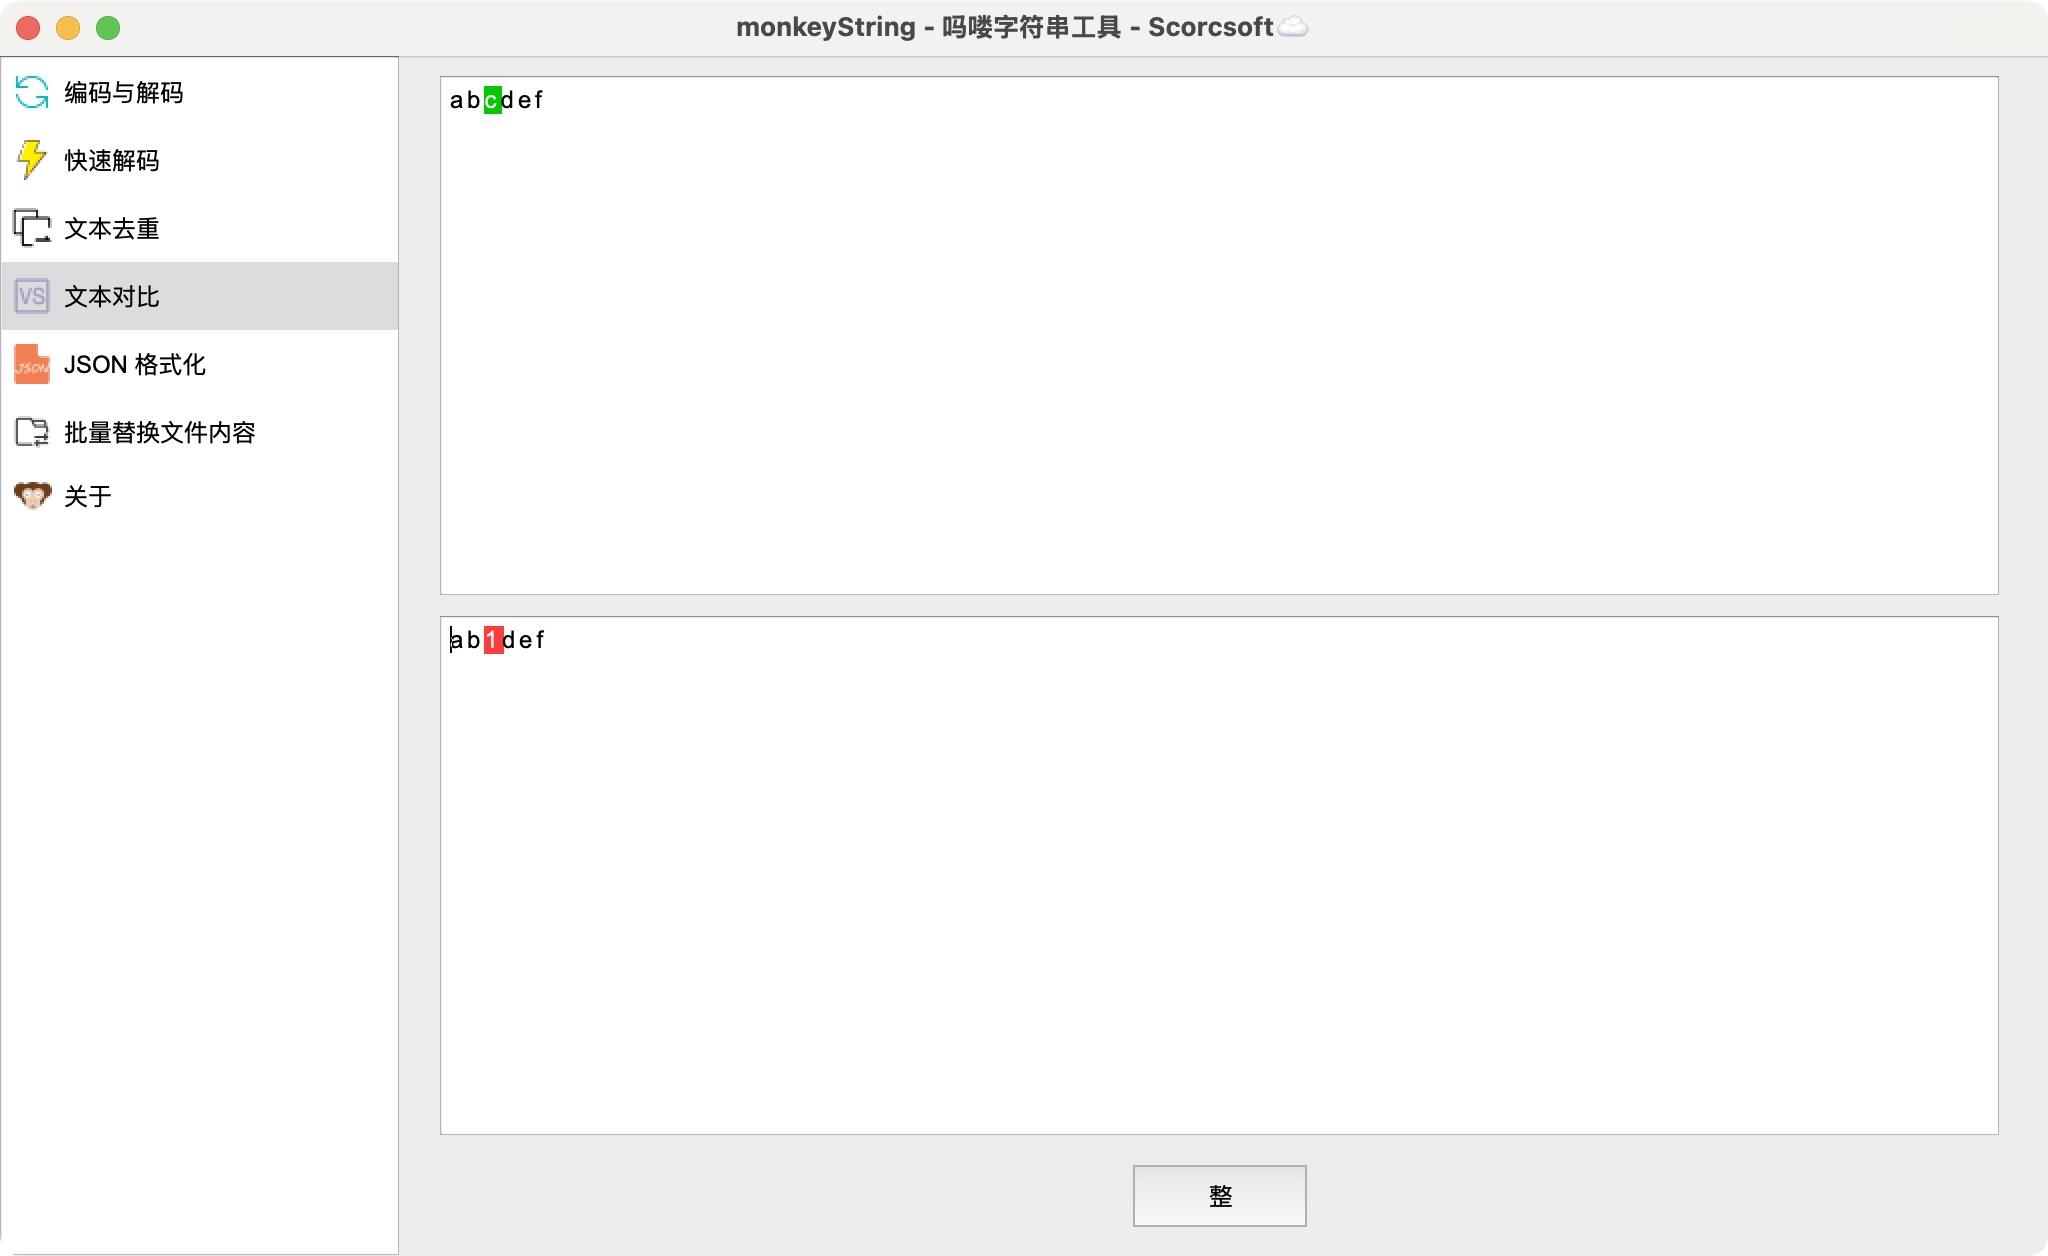 monkeyString - 吗喽字符串工具 - Scorcsoft☁️
编码与解码
快速解码
文本去重
VS 文本对比
JSON JSON 格式化
批量替换文件内容
关于
abcdef
ab1def
整